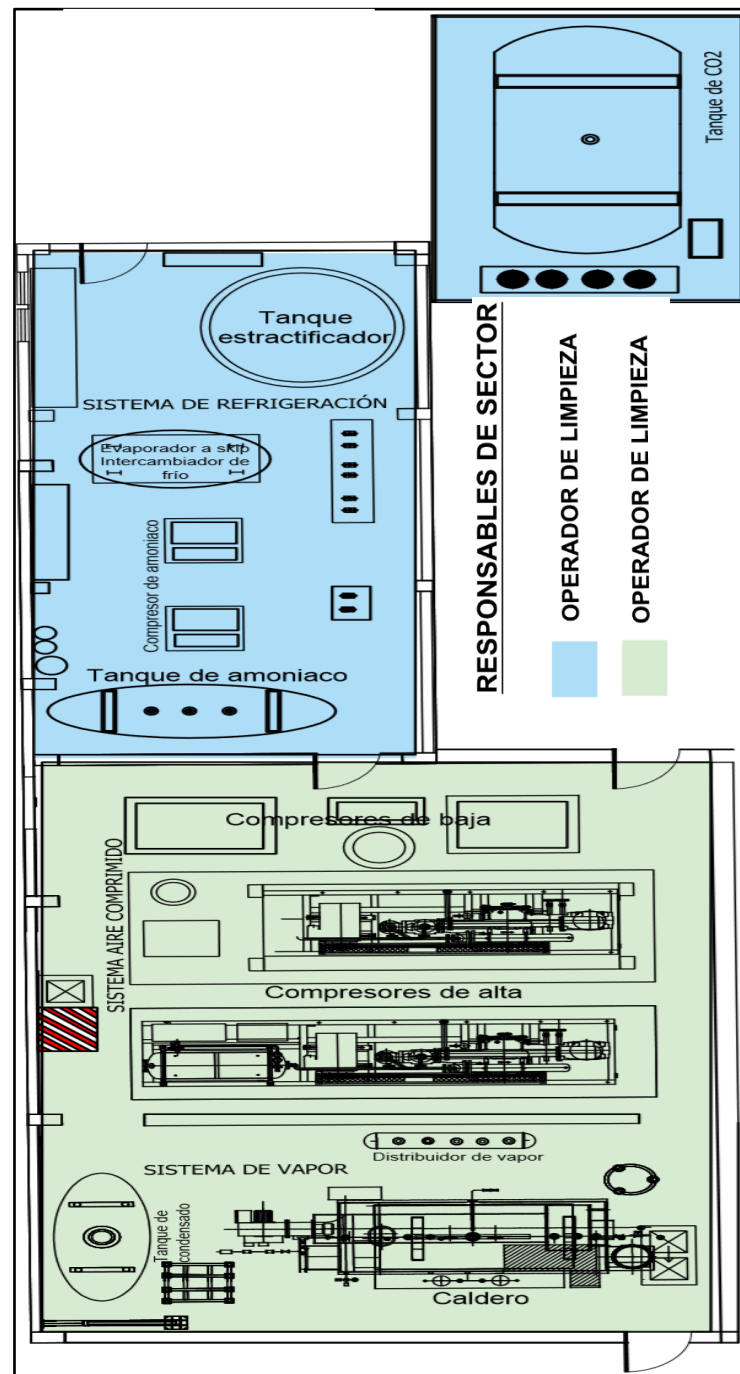 Tanque de CO2
Tanque
estractificador
SISTEMA DE REFRIGERACIÓN
Evaporador a skip
Intercambiador de
frío
Compresor de amoniaco
Tanque de amoniaco
RESPONSABLES DE SECTOR
OPERADOR DE LIMPIEZA
OPERADOR DE LIMPIEZA
Compresores de baja
SISTEMA AIRE COMPRIMIDO
Compresores de alta
Distribuidor de vapor
SISTEMA DE VAPOR
Tanque de
condensado
Caldero